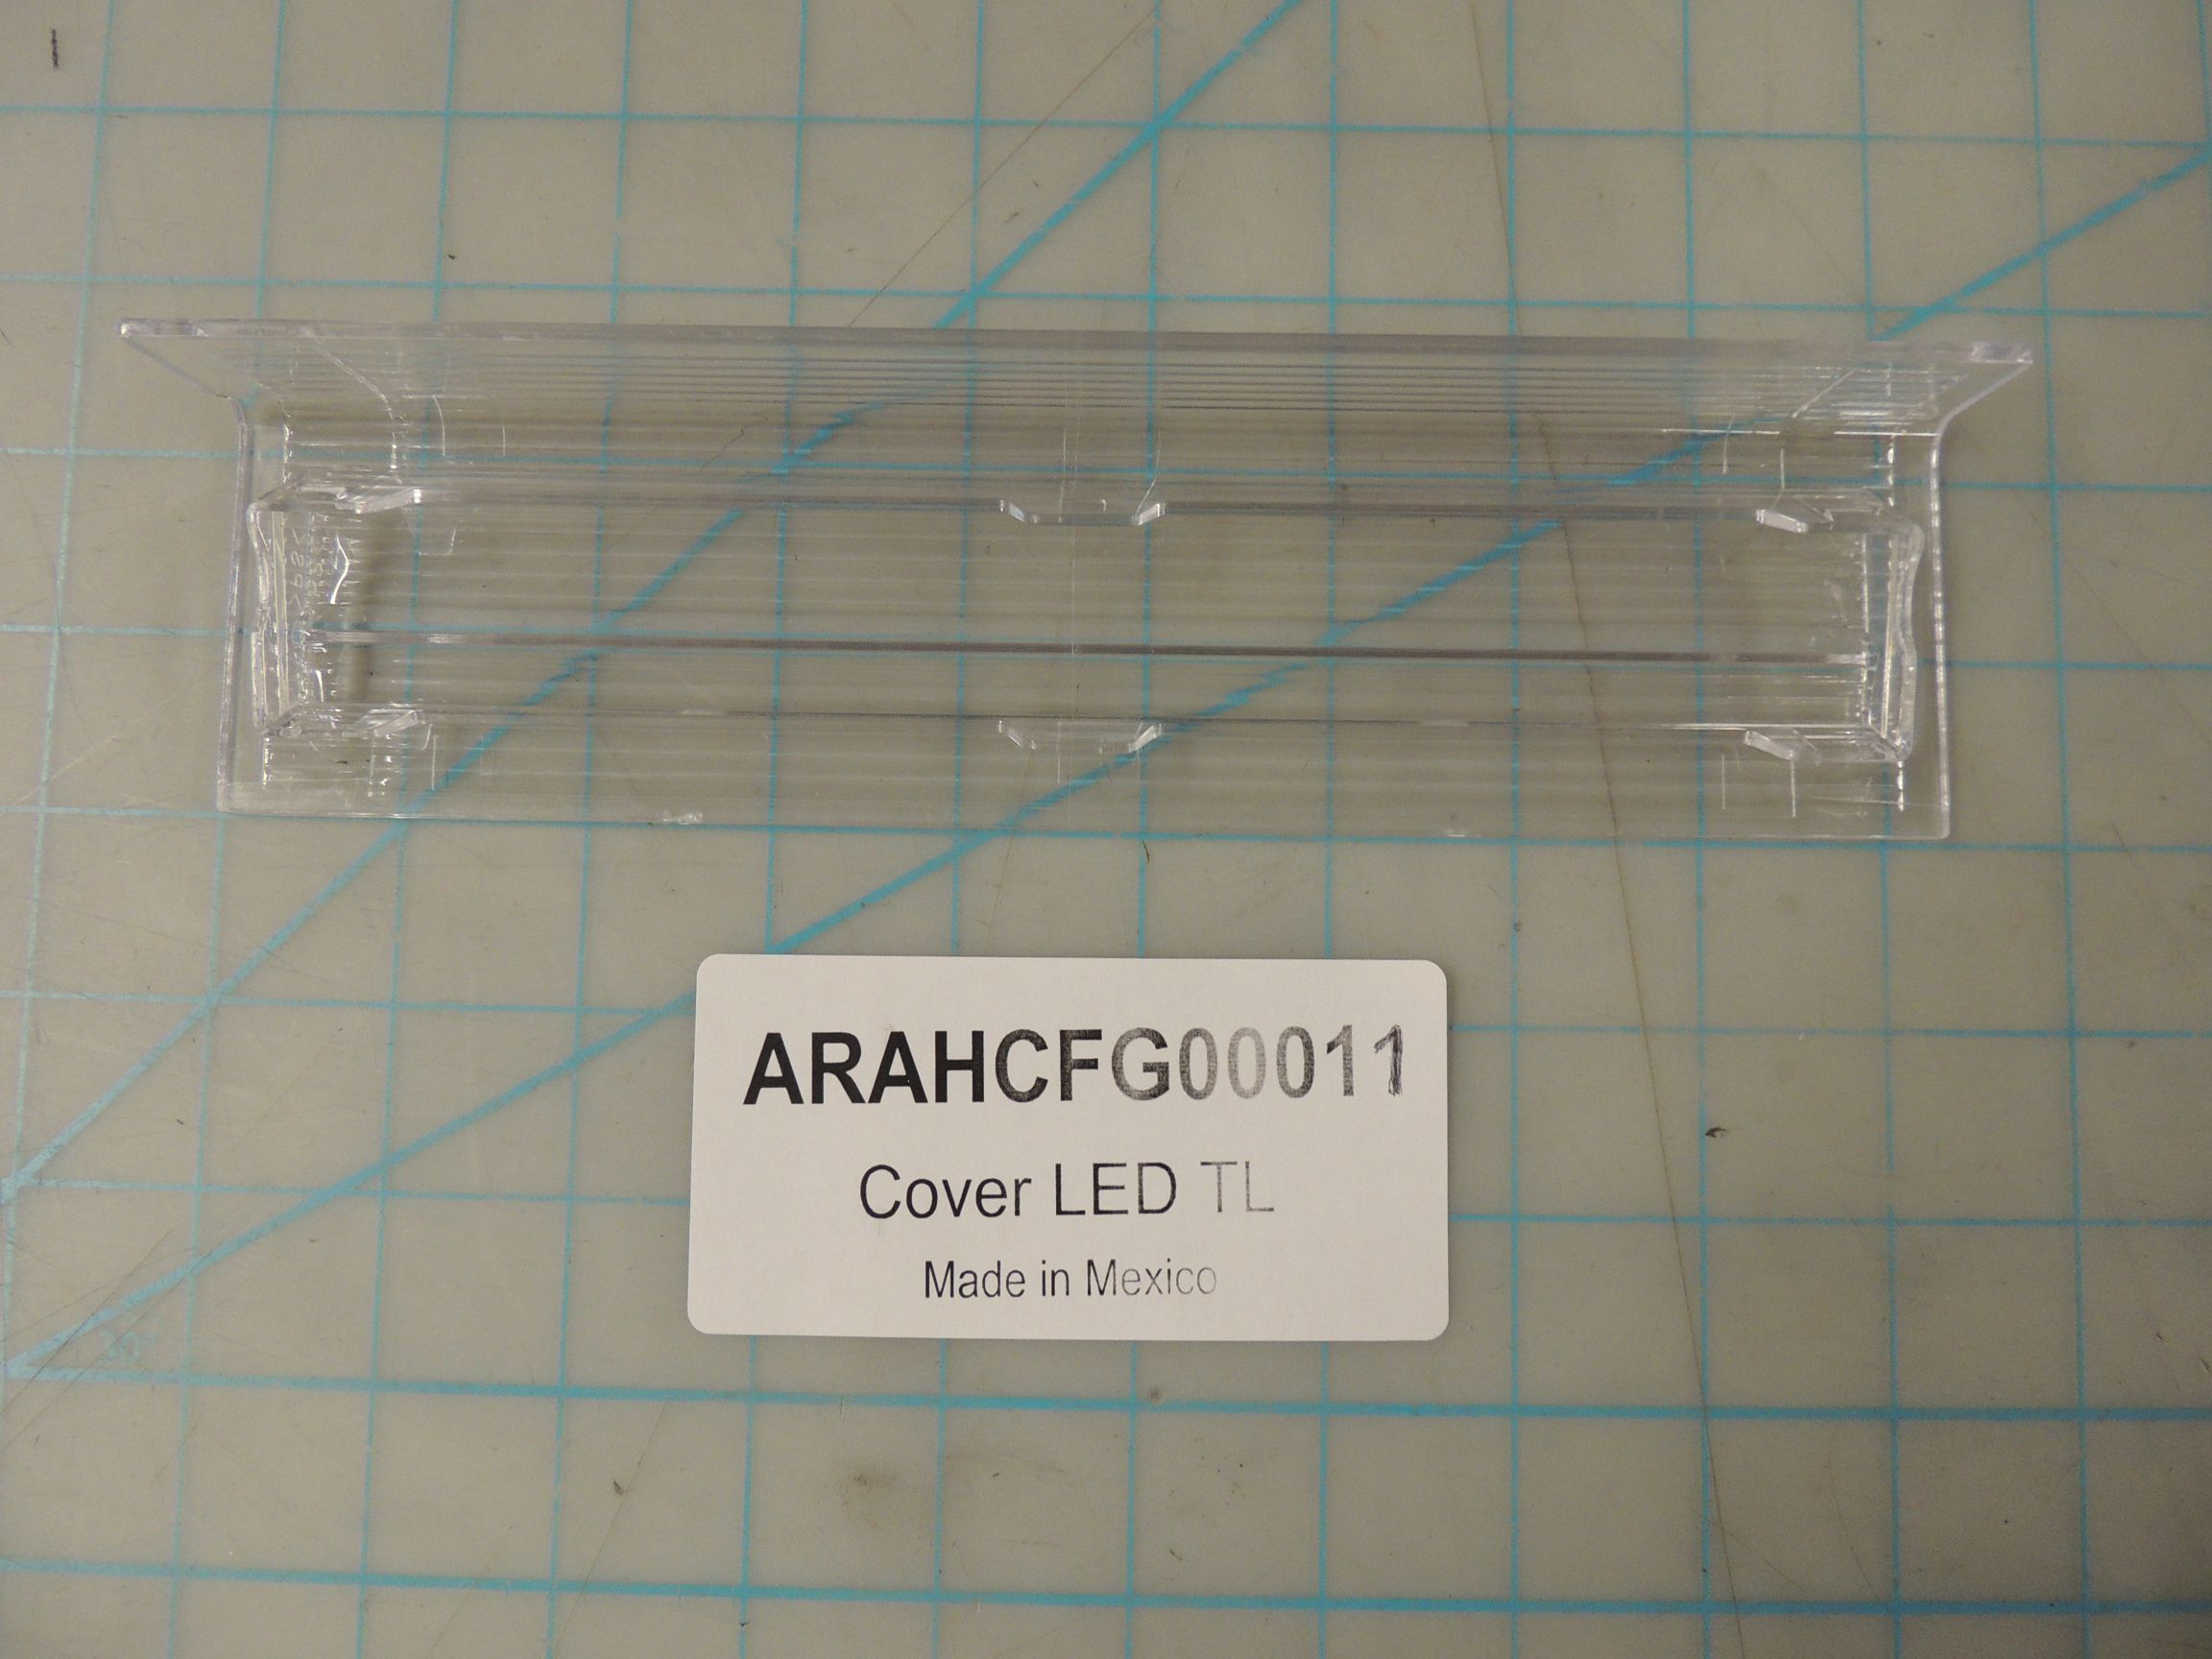 ARAHCFG00011
Cover LED TL
Made in Mexico